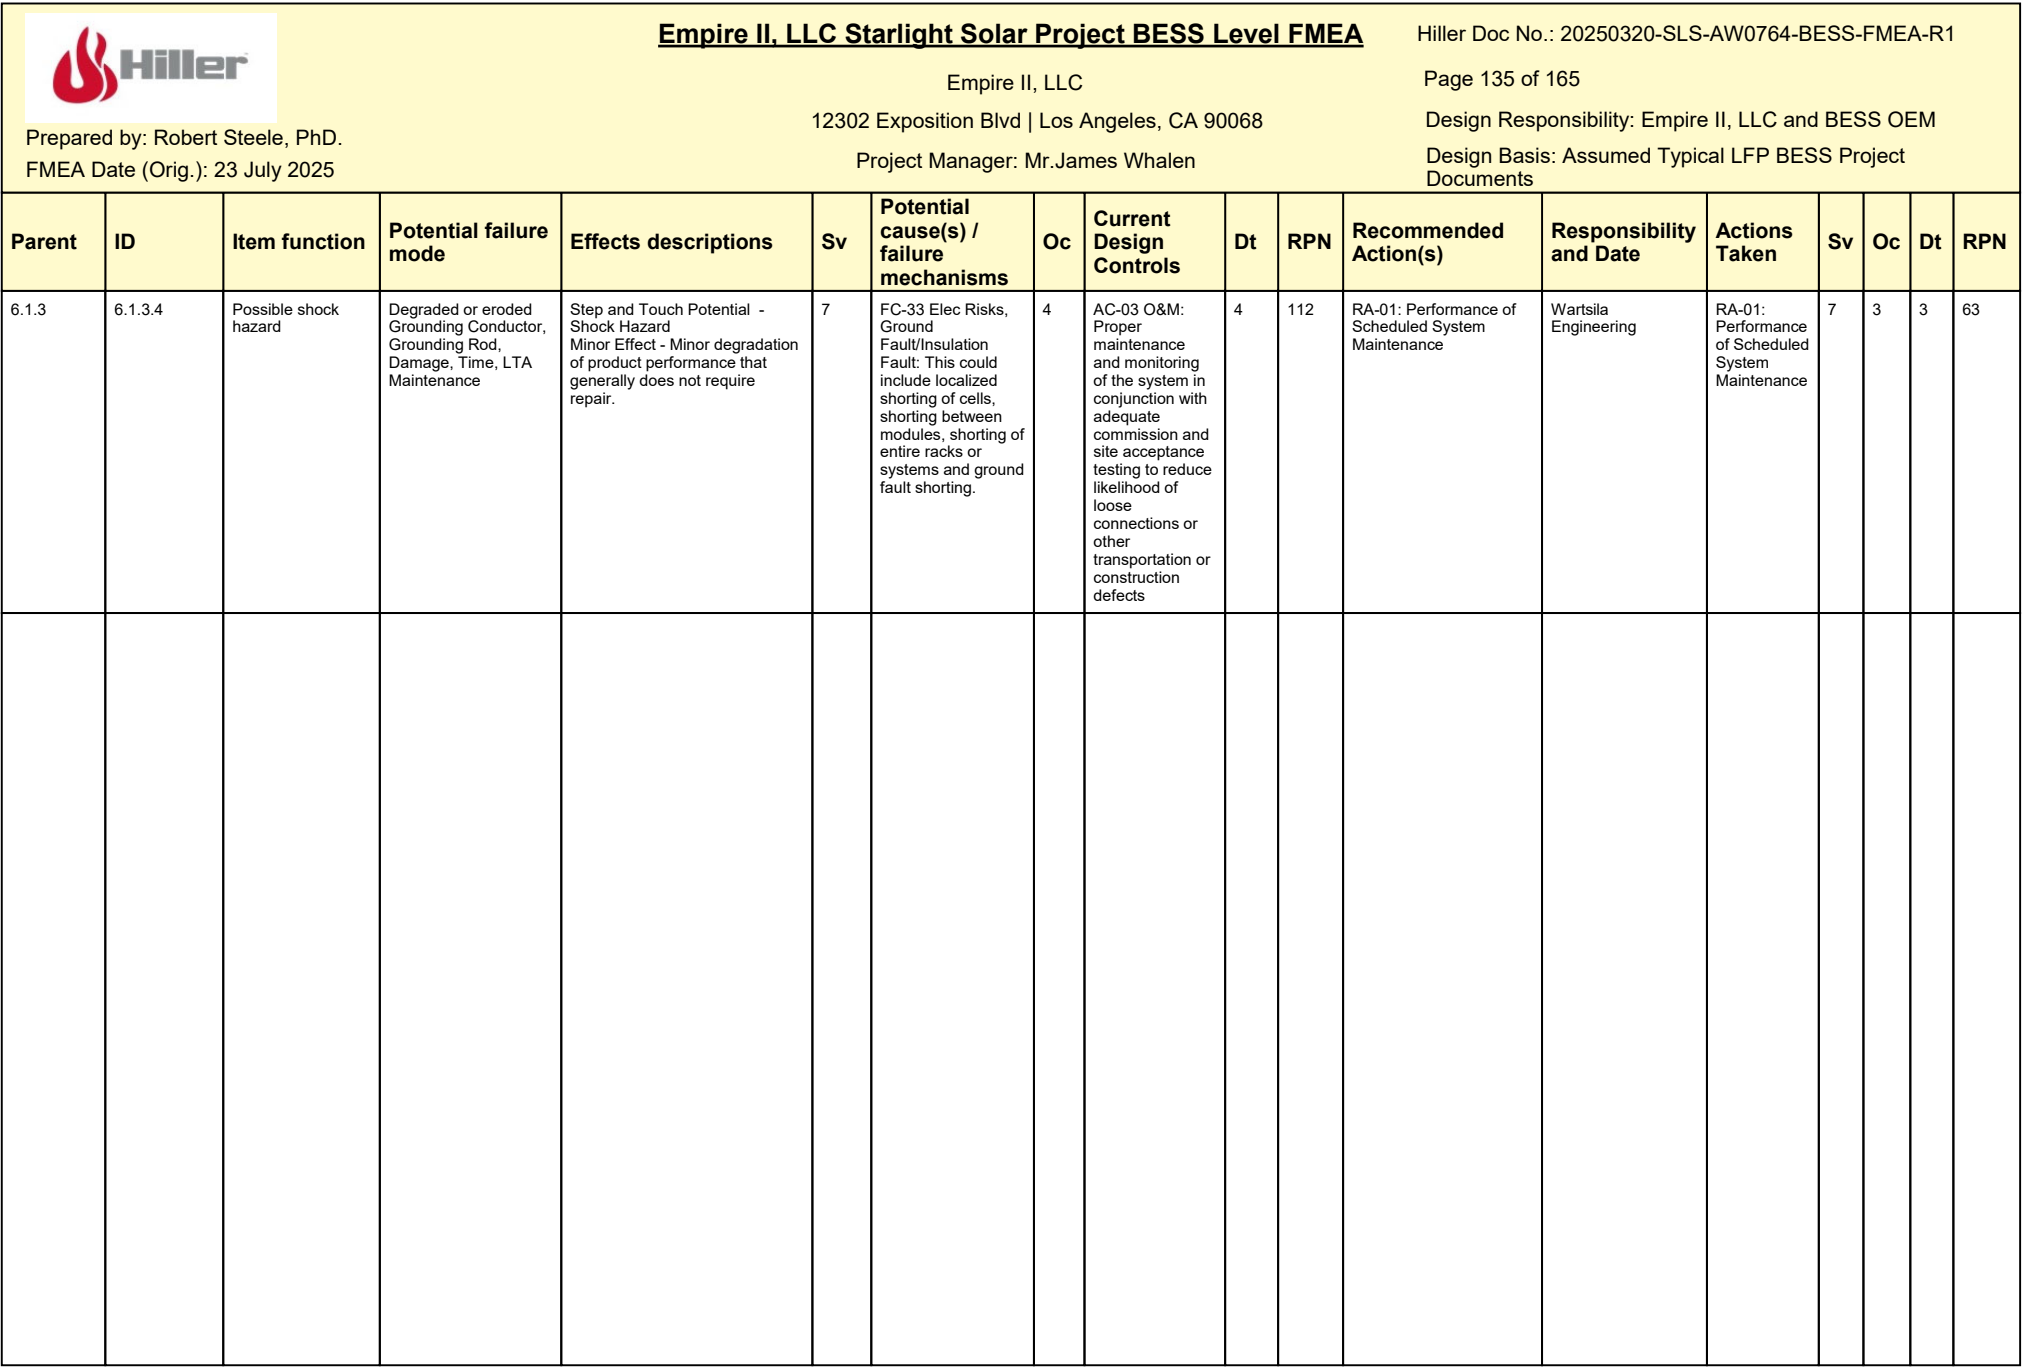 Hiller
Prepared by: Robert Steele, PhD.
FMEA Date (Orig.): 23 July 2025
Empire II, LLC Starlight Solar Project BESS Level FMEA
Empire II, LLC
12302 Exposition Blvd | Los Angeles, CA 90068
Project Manager: Mr.James Whalen
Hiller Doc No.: 20250320-SLS-AW0764-BESS-FMEA-R1
Page 135 of 165
Design Responsibility: Empire II, LLC and BESS OEM
Design Basis: Assumed Typical LFP BESS Project
Documents
Parent
ID
Item function
Potential failure
mode
Effects descriptions
Sv
Potential
cause(s) /
failure
mechanisms
Oc
Current
Design
Controls
Dt
RPN
Recommended
Action(s)
Responsibility
and Date
Actions
Taken
Sv
Oc
Dt
RPN
6.1.3
6.1.3.4
Possible shock
hazard
Degraded or eroded
Grounding Conductor,
Grounding Rod,
Damage, Time, LTA
Maintenance
Step and Touch Potential  -
Shock Hazard
Minor Effect - Minor degradation
of product performance that
generally does not require
repair.
7
FC-33 Elec Risks,
Ground
Fault/Insulation
Fault: This could
include localized
shorting of cells,
shorting between
modules, shorting of
entire racks or
systems and ground
fault shorting.
4
AC-03 O&M:
Proper
maintenance
and monitoring
of the system in
conjunction with
adequate
commission and
site acceptance
testing to reduce
likelihood of
loose
connections or
other
transportation or
construction
defects
4
112
RA-01: Performance of
Scheduled System
Maintenance
Wartsila
Engineering
RA-01:
Performance
of Scheduled
System
Maintenance
7
3
3
63